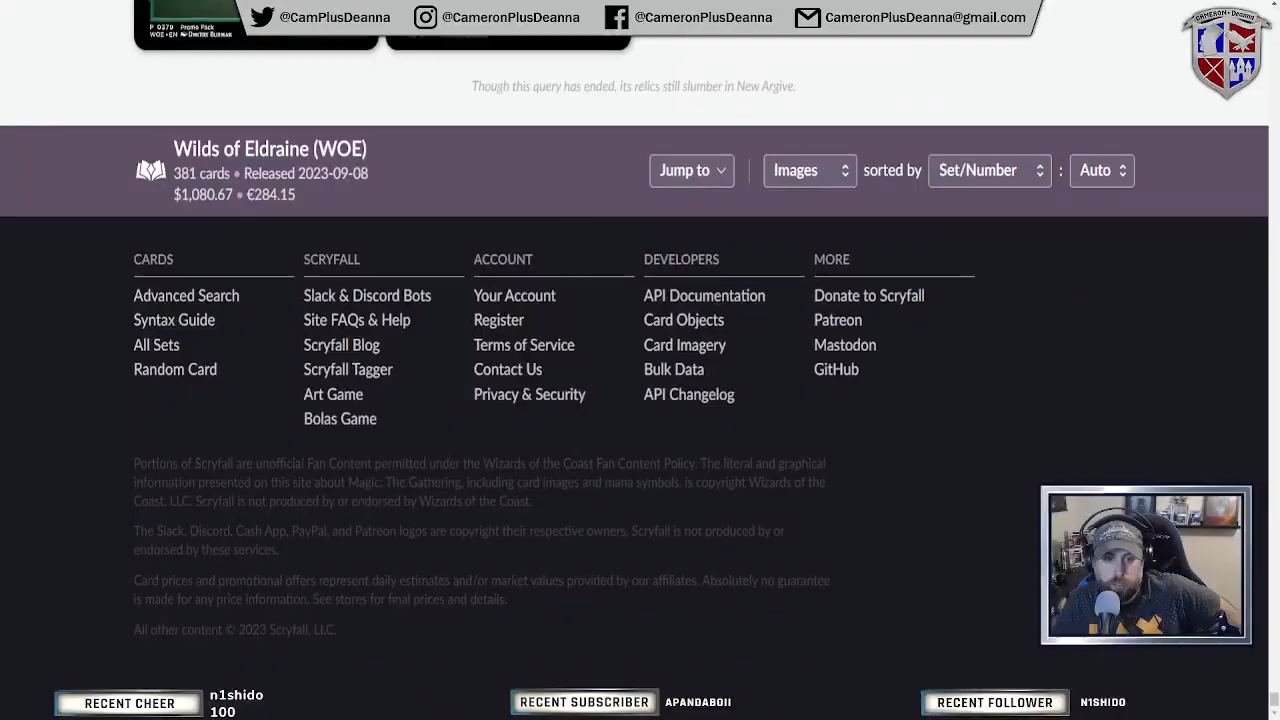 @CamPlusDeanna
@CameronPlusDeanna
@CameronPlusDeanna
CameronPlusDeanna@gmail.com
CAMERON+Deanna
P 0379 Promo Pack
WOE • EN
Though this query has ended, its relics still slumber in New Argive.
Wilds of Eldraine (WOE)
381 cards • Released 2023-09-08
$1,080.67 • €284.15
Jump to
Images
sorted by
Set/Number
:
Auto
CARDS
Advanced Search
Syntax Guide
All Sets
Random Card
SCRYFALL
Slack & Discord Bots
Site FAQs & Help
Scryfall Blog
Scryfall Tagger
Art Game
Bolas Game
ACCOUNT
Your Account
Register
Terms of Service
Contact Us
Privacy & Security
DEVELOPERS
API Documentation
Card Objects
Card Imagery
Bulk Data
API Changelog
MORE
Donate to Scryfall
Patreon
Mastodon
GitHub
Portions of Scryfall are unofficial Fan Content permitted under the Wizards of the Coast Fan Content Policy. The literal and graphical
information presented on this site about Magic: The Gathering, including card images and mana symbols, is copyright Wizards of the
Coast, LLC. Scryfall is not produced by or endorsed by Wizards of the Coast.
The Slack, Discord, Cash App, PayPal, and Patreon logos are copyright their respective owners. Scryfall is not produced by or
endorsed by these services.
Card prices and promotional offers represent daily estimates and/or market values provided by our affiliates. Absolutely no guarantee
is made for any price information. See stores for final prices and details.
All other content © 2023 Scryfall, LLC.
RECENT CHEER
n1shido
100
RECENT SUBSCRIBER
APANDABOII
RECENT FOLLOWER
N1SHIDO